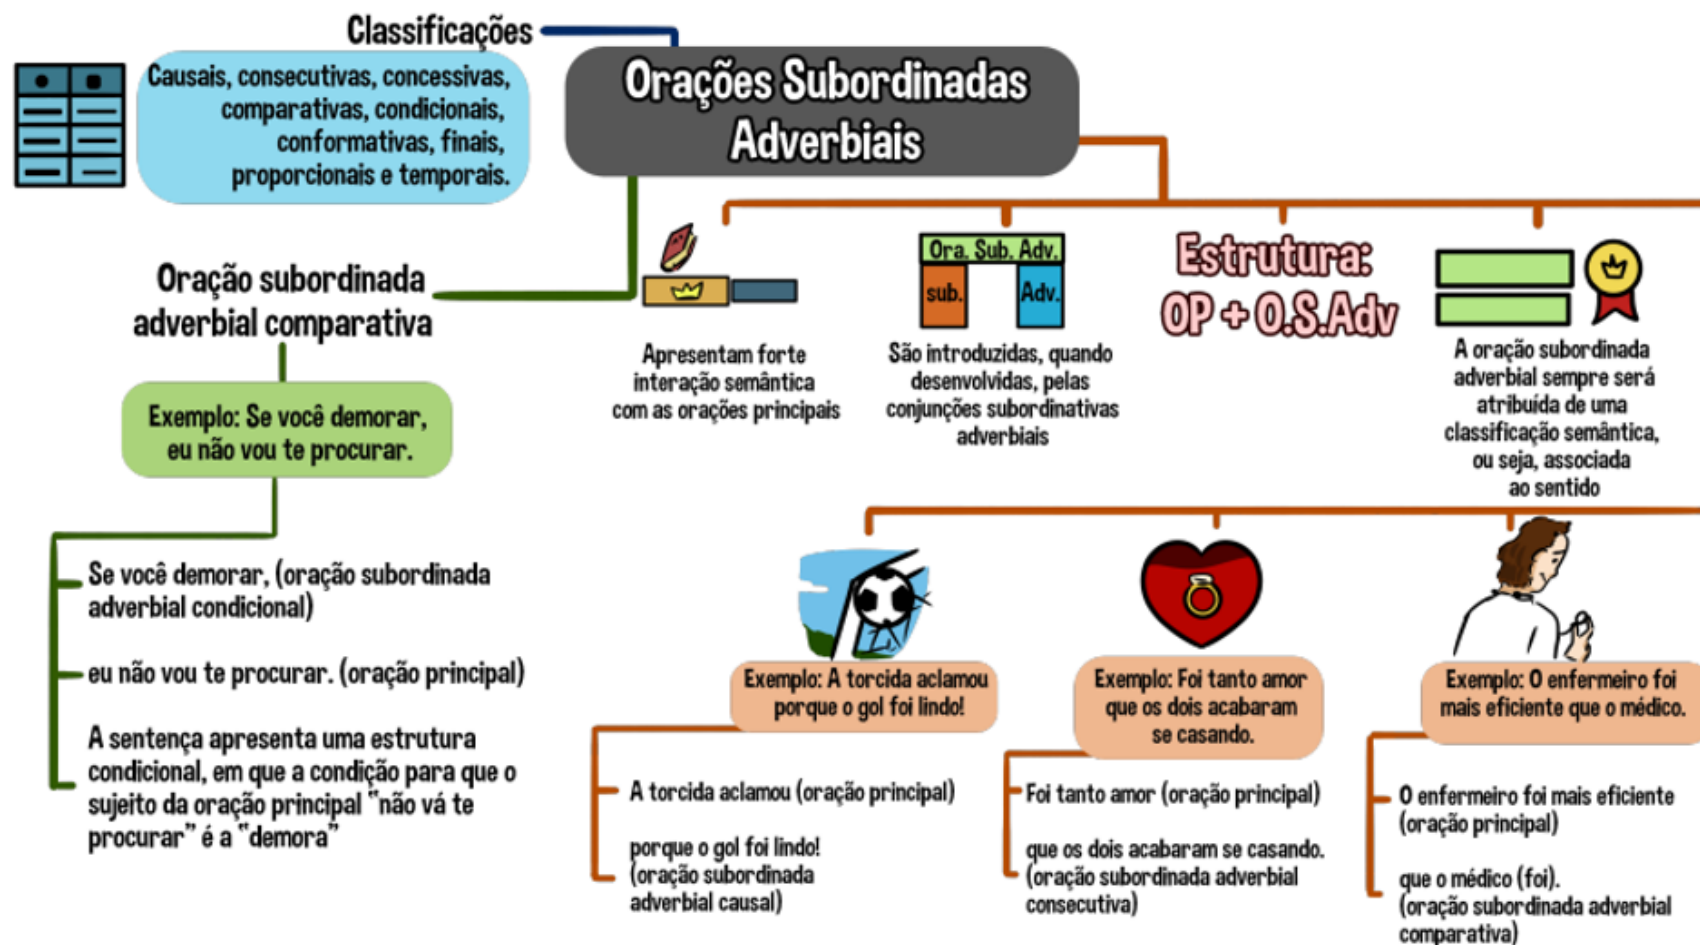 Classificações
Causais, consecutivas, concessivas,
comparativas, condicionais,
conformativas, finais,
proporcionais e temporais.
Orações Subordinadas
Adverbiais
Oração subordinada
adverbial comparativa
Exemplo: Se você demorar,
eu não vou te procurar.
Se você demorar, (oração subordinada
adverbial condicional)
eu não vou te procurar. (oração principal)
A sentença apresenta uma estrutura
condicional, em que a condição para que o
sujeito da oração principal "não vá te
procurar" é a "demora"
Apresentam forte
interação semântica
com as orações principais
Ora. Sub. Adv.
sub.
Adv.
São introduzidas, quando
desenvolvidas, pelas
conjunções subordinativas
adverbiais
Estrutura:
OP + O.S.Adv
A oração subordinada
adverbial sempre será
atribuída de uma
classificação semântica,
ou seja, associada
ao sentido
Exemplo: A torcida aclamou
porque o gol foi lindo!
A torcida aclamou (oração principal)
porque o gol foi lindo!
(oração subordinada
adverbial causal)
Exemplo: Foi tanto amor
que os dois acabaram
se casando.
Foi tanto amor (oração principal)
que os dois acabaram se casando.
(oração subordinada adverbial
consecutiva)
Exemplo: O enfermeiro foi
mais eficiente que o médico.
O enfermeiro foi mais eficiente
(oração principal)
que o médico (foi).
(oração subordinada adverbial
comparativa)